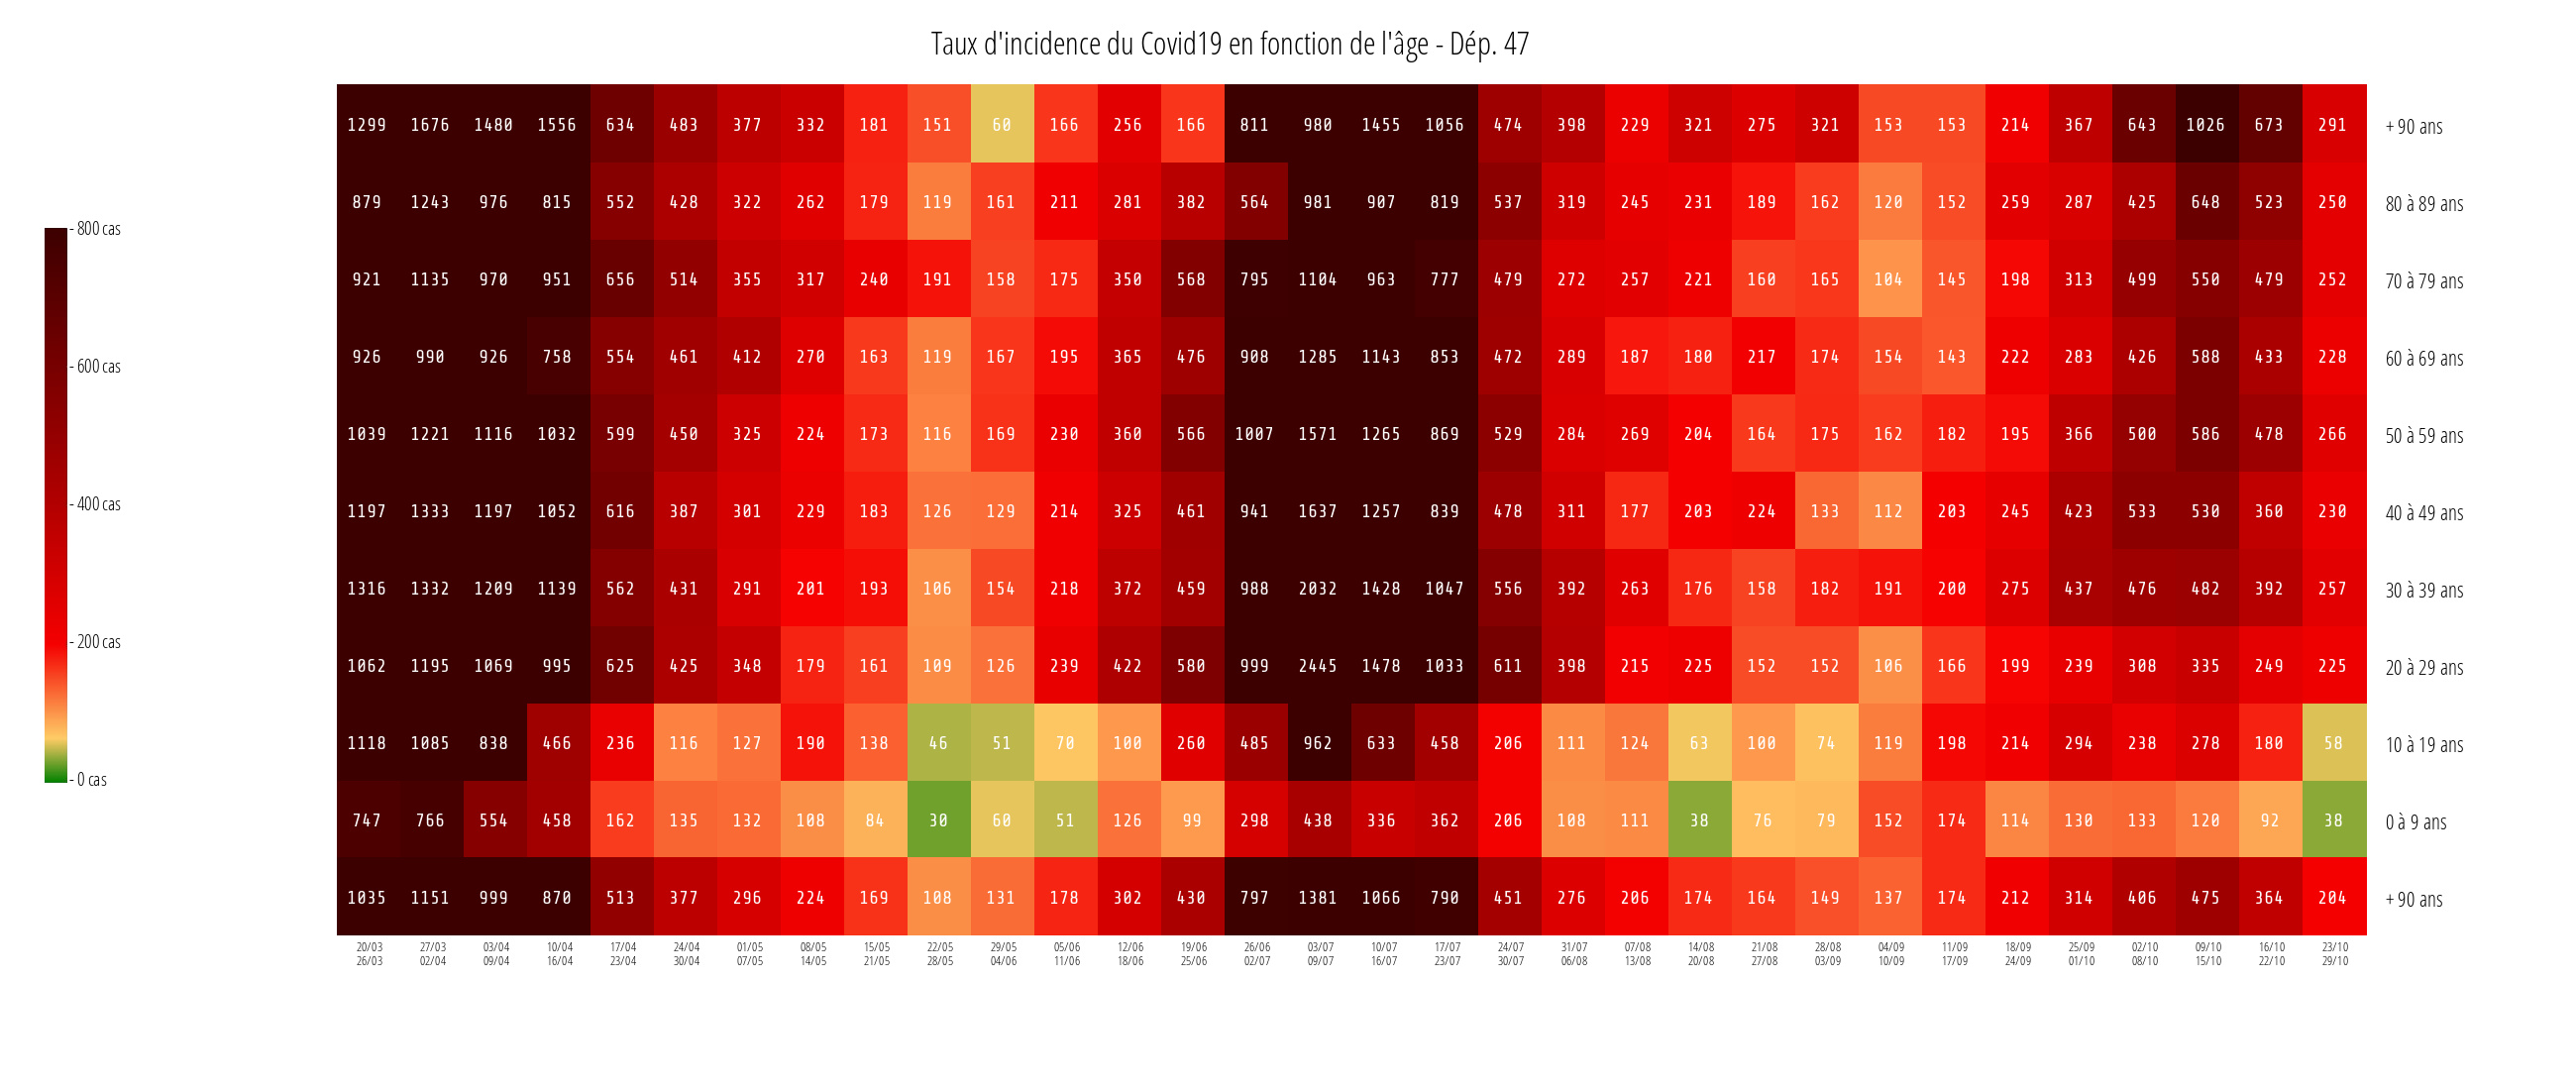 Taux d'incidence du Covid19 en fonction de l'âge - Dép. 47
- 800 cas
- 600 cas
- 400 cas
- 200 cas
- 0 cas
1299 1676 1480 1556 634 483 377 332 181 151 60 166 256 166 811 980 1455 1056 474 398 229 321 275 321 153 153 214 367 643 1026 673 291 + 90 ans
879 1243 976 815 552 428 322 262 179 119 161 211 281 382 564 981 907 819 537 319 245 231 189 162 120 152 259 287 425 648 523 250 80 à 89 ans
921 1135 970 951 656 514 355 317 240 191 158 175 350 568 795 1104 963 777 479 272 257 221 160 165 104 145 198 313 499 550 479 252 70 à 79 ans
926 990 926 758 554 461 412 270 163 119 167 195 365 476 908 1285 1143 853 472 289 187 180 217 174 154 143 222 283 426 588 433 228 60 à 69 ans
1039 1221 1116 1032 599 450 325 224 173 116 169 230 360 566 1007 1571 1265 869 529 284 269 204 164 175 162 182 195 366 500 586 478 266 50 à 59 ans
1197 1333 1197 1052 616 387 301 229 183 126 129 214 325 461 941 1637 1257 839 478 311 177 203 224 133 112 203 245 423 533 530 360 230 40 à 49 ans
1316 1332 1209 1139 562 431 291 201 193 106 154 218 372 459 988 2032 1428 1047 556 392 263 176 158 182 191 200 275 437 476 482 392 257 30 à 39 ans
1062 1195 1069 995 625 425 348 179 161 109 126 239 422 580 999 2445 1478 1033 611 398 215 225 152 152 106 166 199 239 308 335 249 225 20 à 29 ans
1118 1085 838 466 236 116 127 190 138 46 51 70 100 260 485 962 633 458 206 111 124 63 100 74 119 198 214 294 238 278 180 58 10 à 19 ans
747 766 554 458 162 135 132 108 84 30 60 51 126 99 298 438 336 362 206 108 111 38 76 79 152 174 114 130 133 120 92 38 0 à 9 ans
1035 1151 999 870 513 377 296 224 169 108 131 178 302 430 797 1381 1066 790 451 276 206 174 164 149 137 174 212 314 406 475 364 204 + 90 ans
20/03 27/03 03/04 10/04 17/04 24/04 01/05 08/05 15/05 22/05 29/05 05/06 12/06 19/06 26/06 03/07 10/07 17/07 24/07 31/07 07/08 14/08 21/08 28/08 04/09 11/09 18/09 25/09 02/10 09/10 16/10 23/10
26/03 02/04 09/04 16/04 23/04 30/04 07/05 14/05 21/05 28/05 04/06 11/06 18/06 25/06 02/07 09/07 16/07 23/07 30/07 06/08 13/08 20/08 27/08 03/09 10/09 17/09 24/09 01/10 08/10 15/10 22/10 29/10